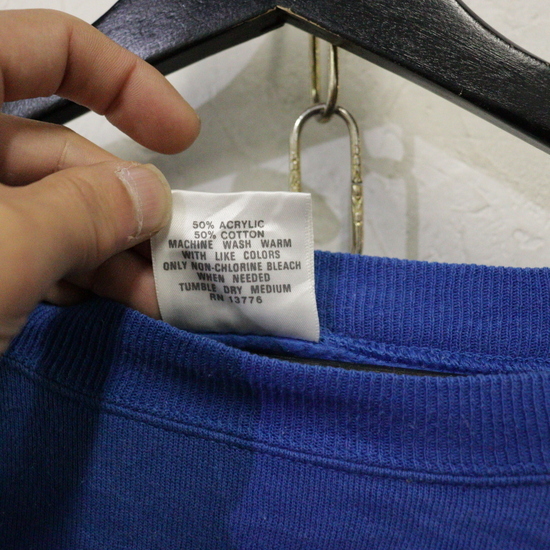 50% ACRYLIC
50% COTTON
MACHINE WASH WARM
WITH LIKE COLORS
ONLY NON-CHLORINE BLEACH
WHEN NEEDED
TUMBLE DRY MEDIUM
RN 13776